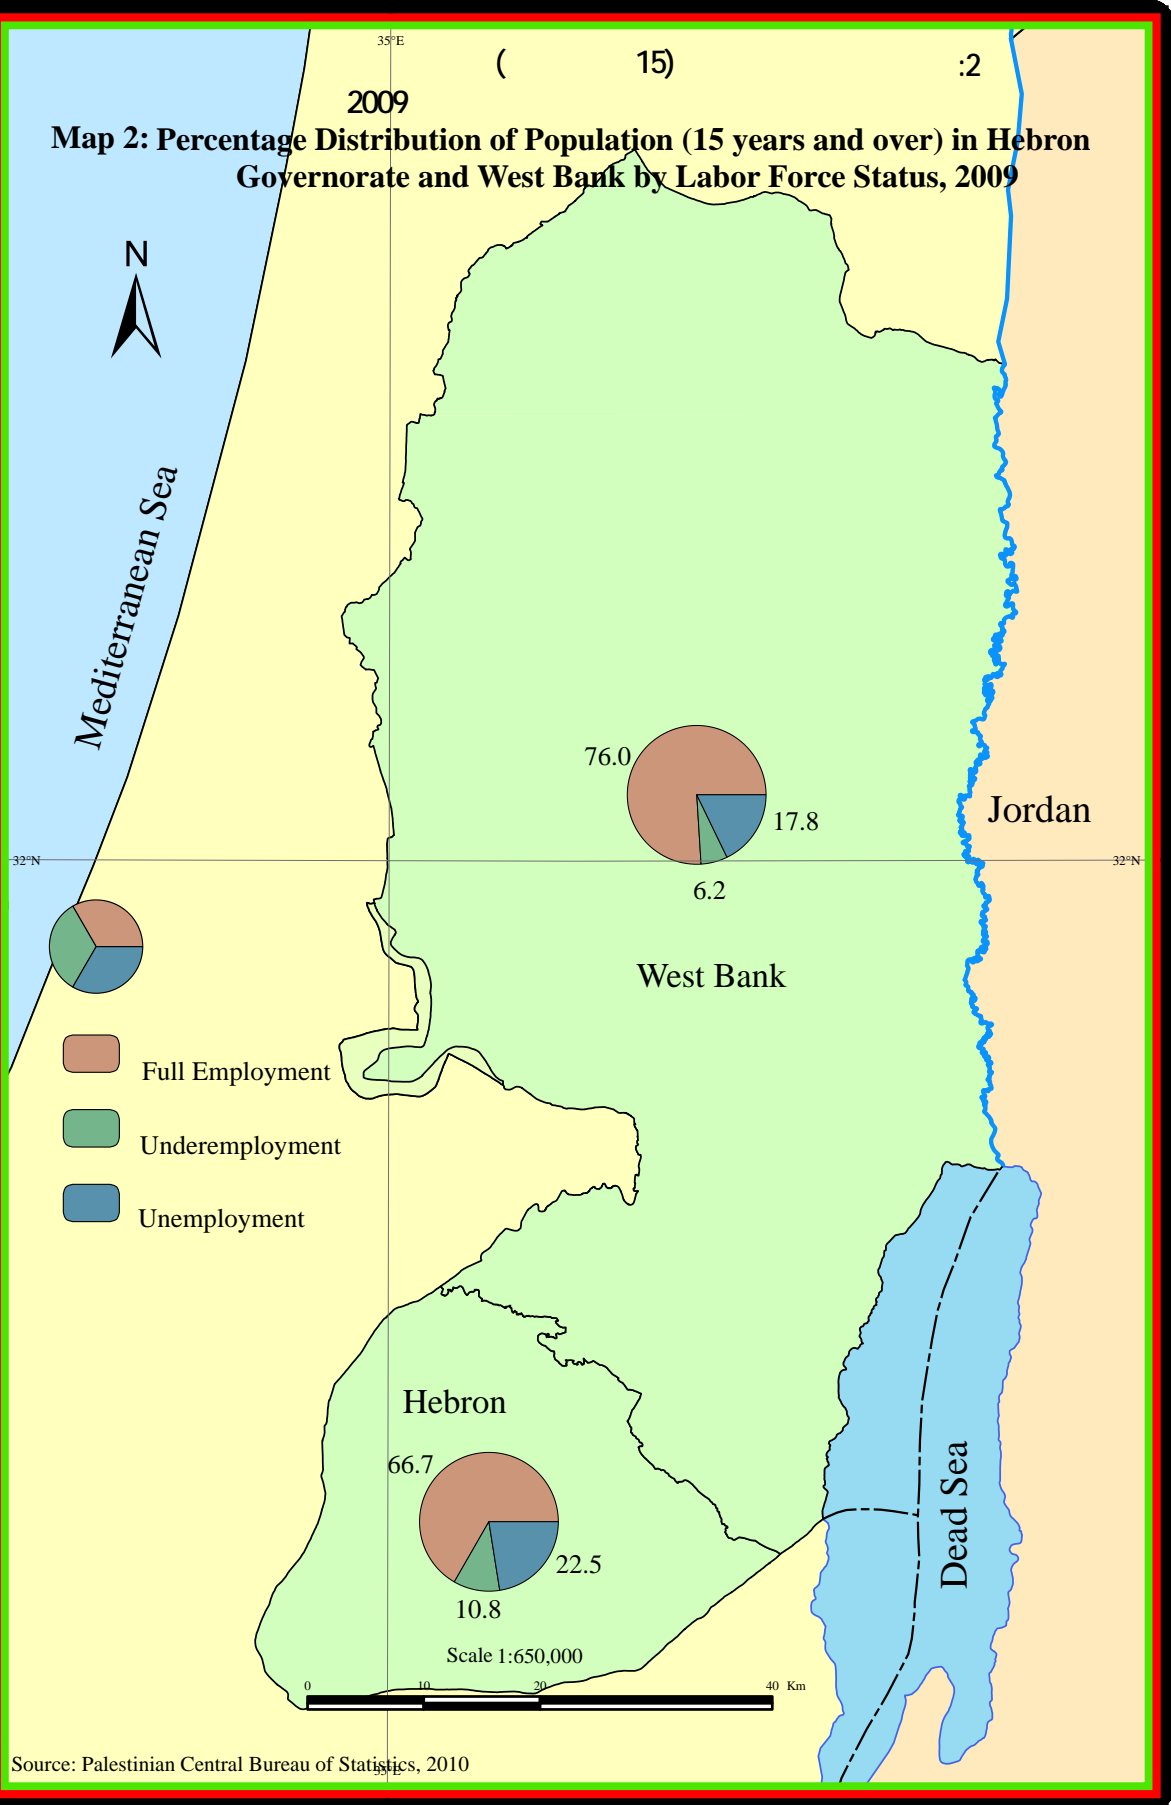 35°E
( 15) :2
2009
Map 2: Percentage Distribution of Population (15 years and over) in Hebron
Governorate and West Bank by Labor Force Status, 2009
N
Mediterranean Sea
76.0
17.8
6.2
Jordan
32°N
32°N
West Bank
Full Employment
Underemployment
Unemployment
Hebron
66.7
22.5
10.8
Dead Sea
Scale 1:650,000
0 10 20 40 Km
Source: Palestinian Central Bureau of Statistics, 2010
35°E